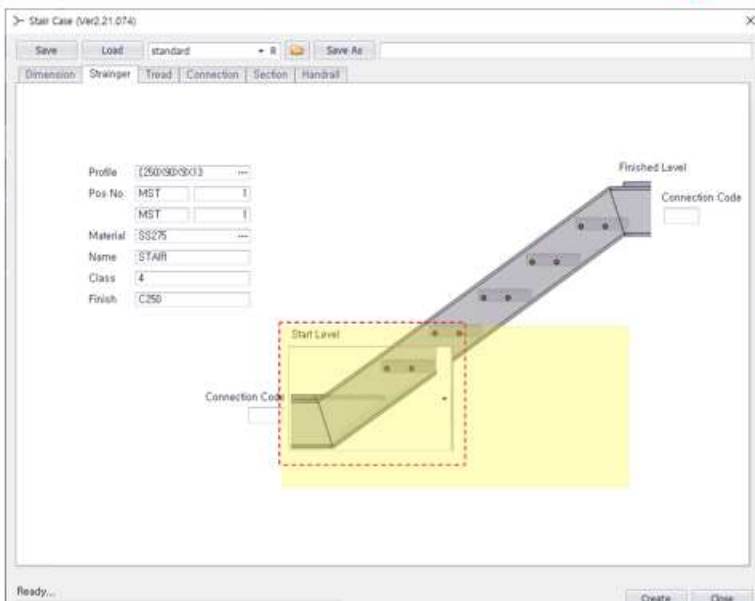 Stair Case (Ver2.21.074)
Save Load standard R Save As
Dimension Strainger Tread Connection Section Handrail
Profile [250X90X9X13 ...
Finished Level
Pos No. MST 1
Connection Code
MST 1
Material SS275 ...
Name STAIR
Class 4
Finish C250
Start Level
Connection Code
Ready...
Create Close